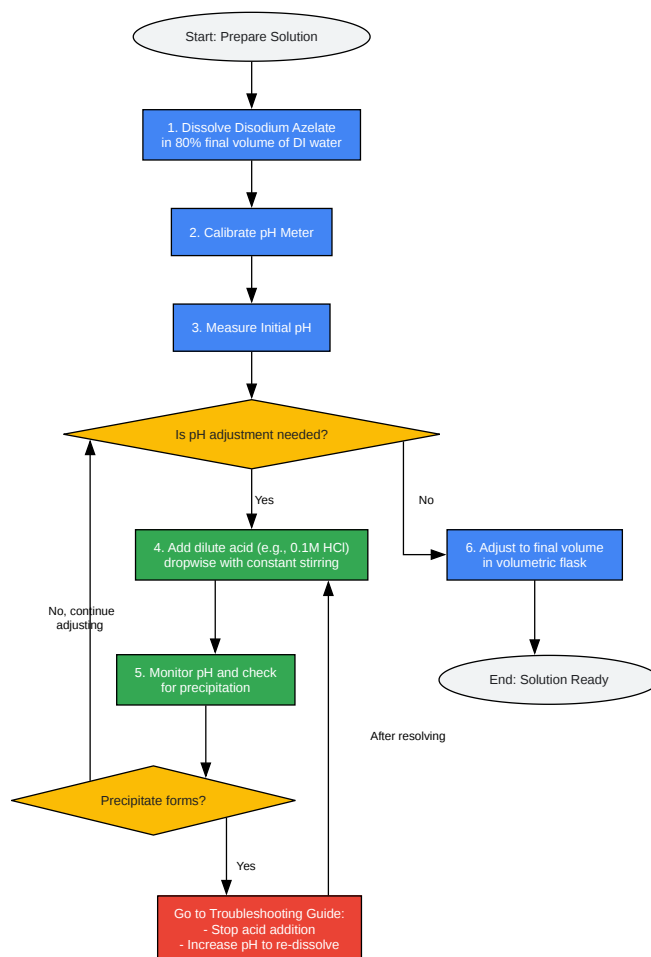 Start: Prepare Solution
1. Dissolve Disodium Azelate
in 80% final volume of DI water
2. Calibrate pH Meter
3. Measure Initial pH
Is pH adjustment needed?
Yes
No
4. Add dilute acid (e.g., 0.1M HCl)
dropwise with constant stirring
6. Adjust to final volume
in volumetric flask
No, continue
adjusting
5. Monitor pH and check
for precipitation
End: Solution Ready
After resolving
Precipitate forms?
Yes
Go to Troubleshooting Guide:
- Stop acid addition
- Increase pH to re-dissolve